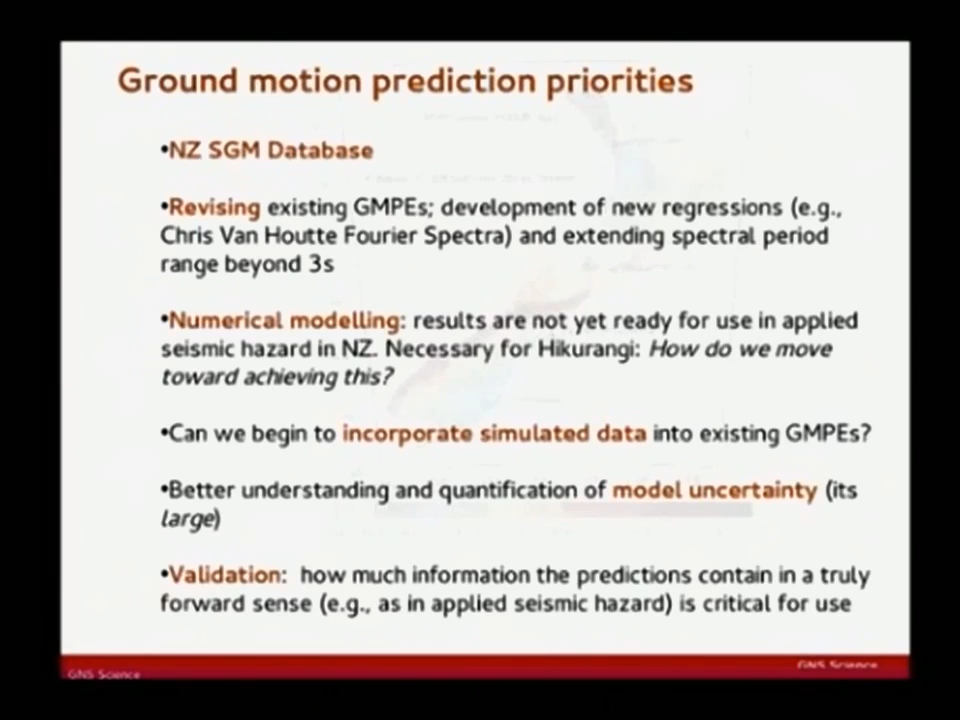 Ground motion prediction priorities
•NZ SGM Database
•Revising existing GMPEs; development of new regressions (e.g.,
Chris Van Houtte Fourier Spectra) and extending spectral period
range beyond 3s
•Numerical modelling: results are not yet ready for use in applied
seismic hazard in NZ. Necessary for Hikurangi: How do we move
toward achieving this?
•Can we begin to incorporate simulated data into existing GMPEs?
•Better understanding and quantification of model uncertainty (its
large)
•Validation: how much information the predictions contain in a truly
forward sense (e.g., as in applied seismic hazard) is critical for use
GNS Science
GNS Science